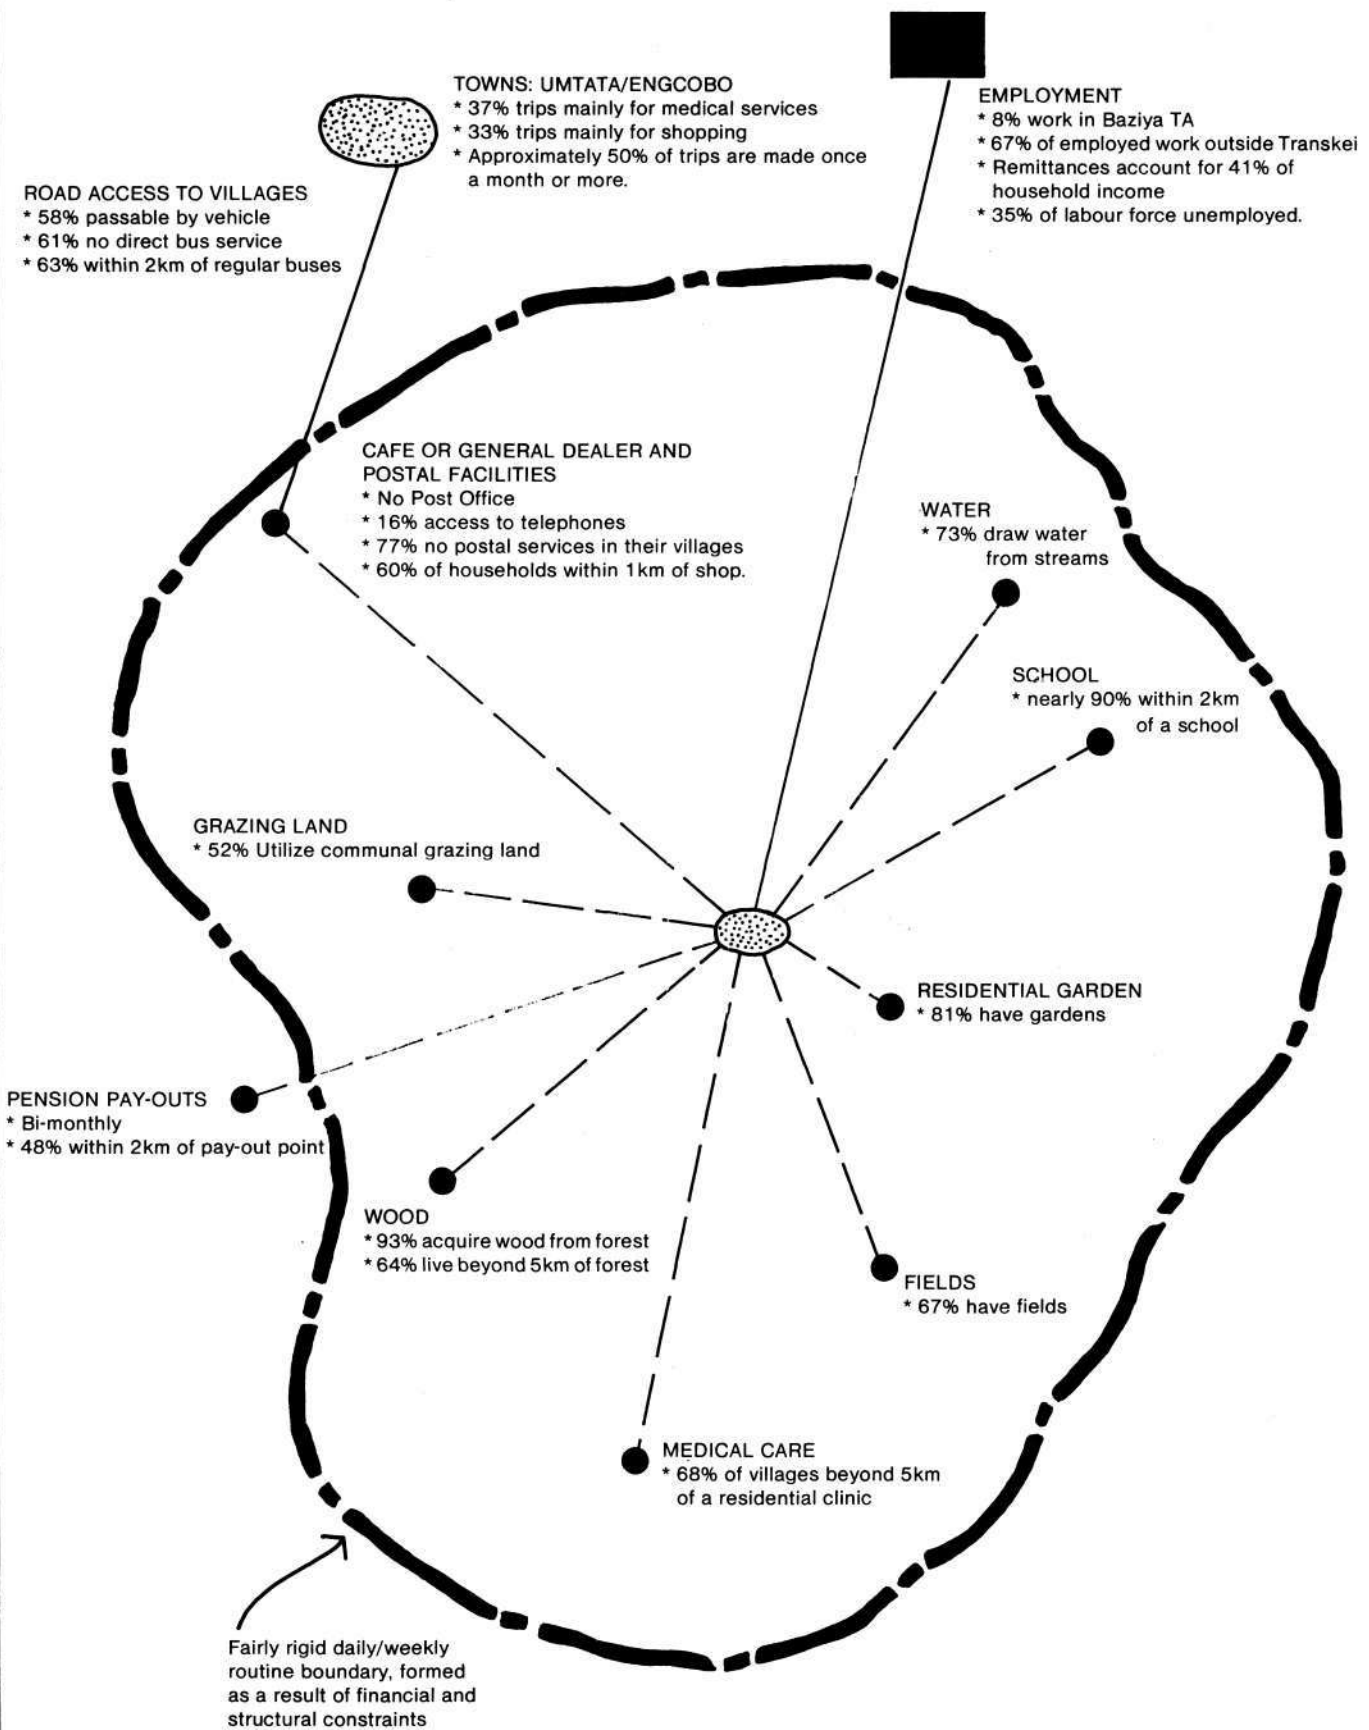 TOWNS: UMTATA/ENGCOBO
* 37% trips mainly for medical services
* 33% trips mainly for shopping
* Approximately 50% of trips are made once
a month or more.
EMPLOYMENT
* 8% work in Baziya TA
* 67% of employed work outside Transkei
* Remittances account for 41% of
household income
* 35% of labour force unemployed.
ROAD ACCESS TO VILLAGES
* 58% passable by vehicle
* 61% no direct bus service
* 63% within 2km of regular buses
CAFE OR GENERAL DEALER AND
POSTAL FACILITIES
* No Post Office
* 16% access to telephones
* 77% no postal services in their villages
* 60% of households within 1km of shop.
WATER
* 73% draw water
from streams
SCHOOL
* nearly 90% within 2km
of a school
GRAZING LAND
* 52% Utilize communal grazing land
RESIDENTIAL GARDEN
* 81% have gardens
PENSION PAY-OUTS
* Bi-monthly
* 48% within 2km of pay-out point
WOOD
* 93% acquire wood from forest
* 64% live beyond 5km of forest
FIELDS
* 67% have fields
MEDICAL CARE
* 68% of villages beyond 5km
of a residential clinic
Fairly rigid daily/weekly
routine boundary, formed
as a result of financial and
structural constraints